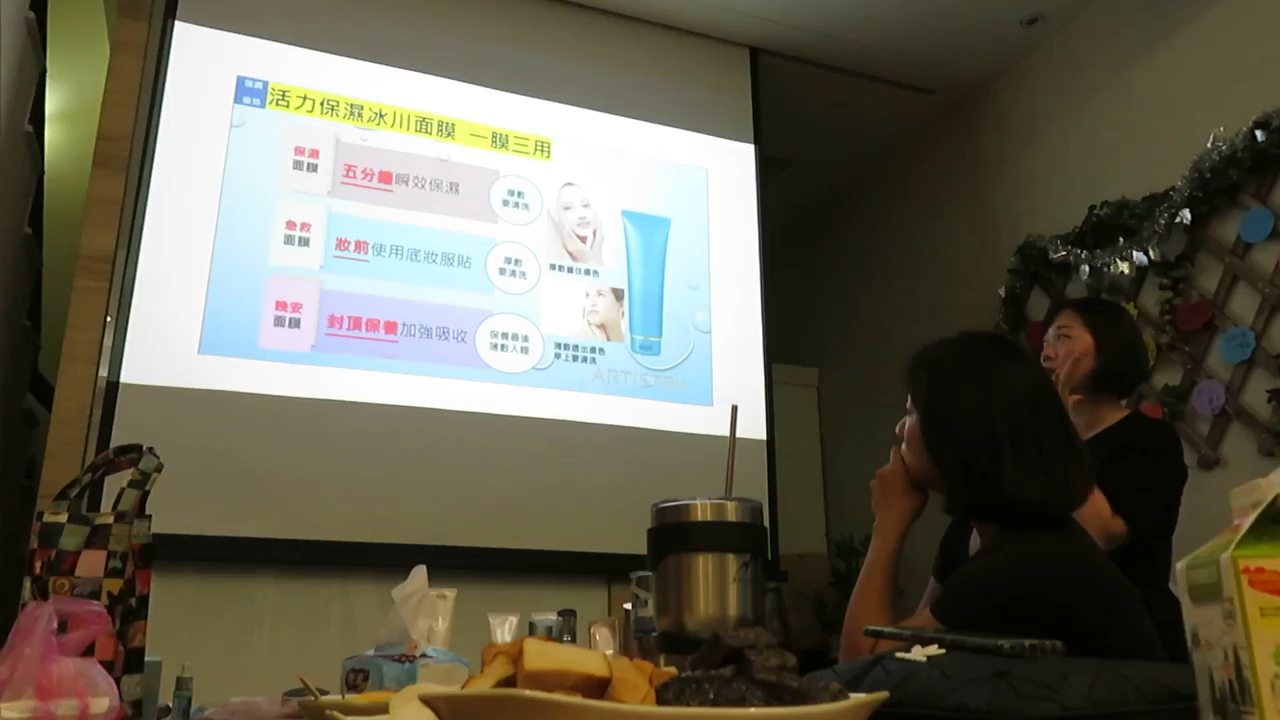 活力保濕冰川面膜 一膜三用
保濕
面膜
五分鐘瞬效保濕
厚敷
要清洗
急救
面膜
妝前使用底妝服貼
厚敷
要清洗
厚敷蓋住膚色
晚安
面膜
封頂保養加強吸收
保養最後
薄敷入睡
薄敷透出膚色
早上要清洗
ARTISTRY